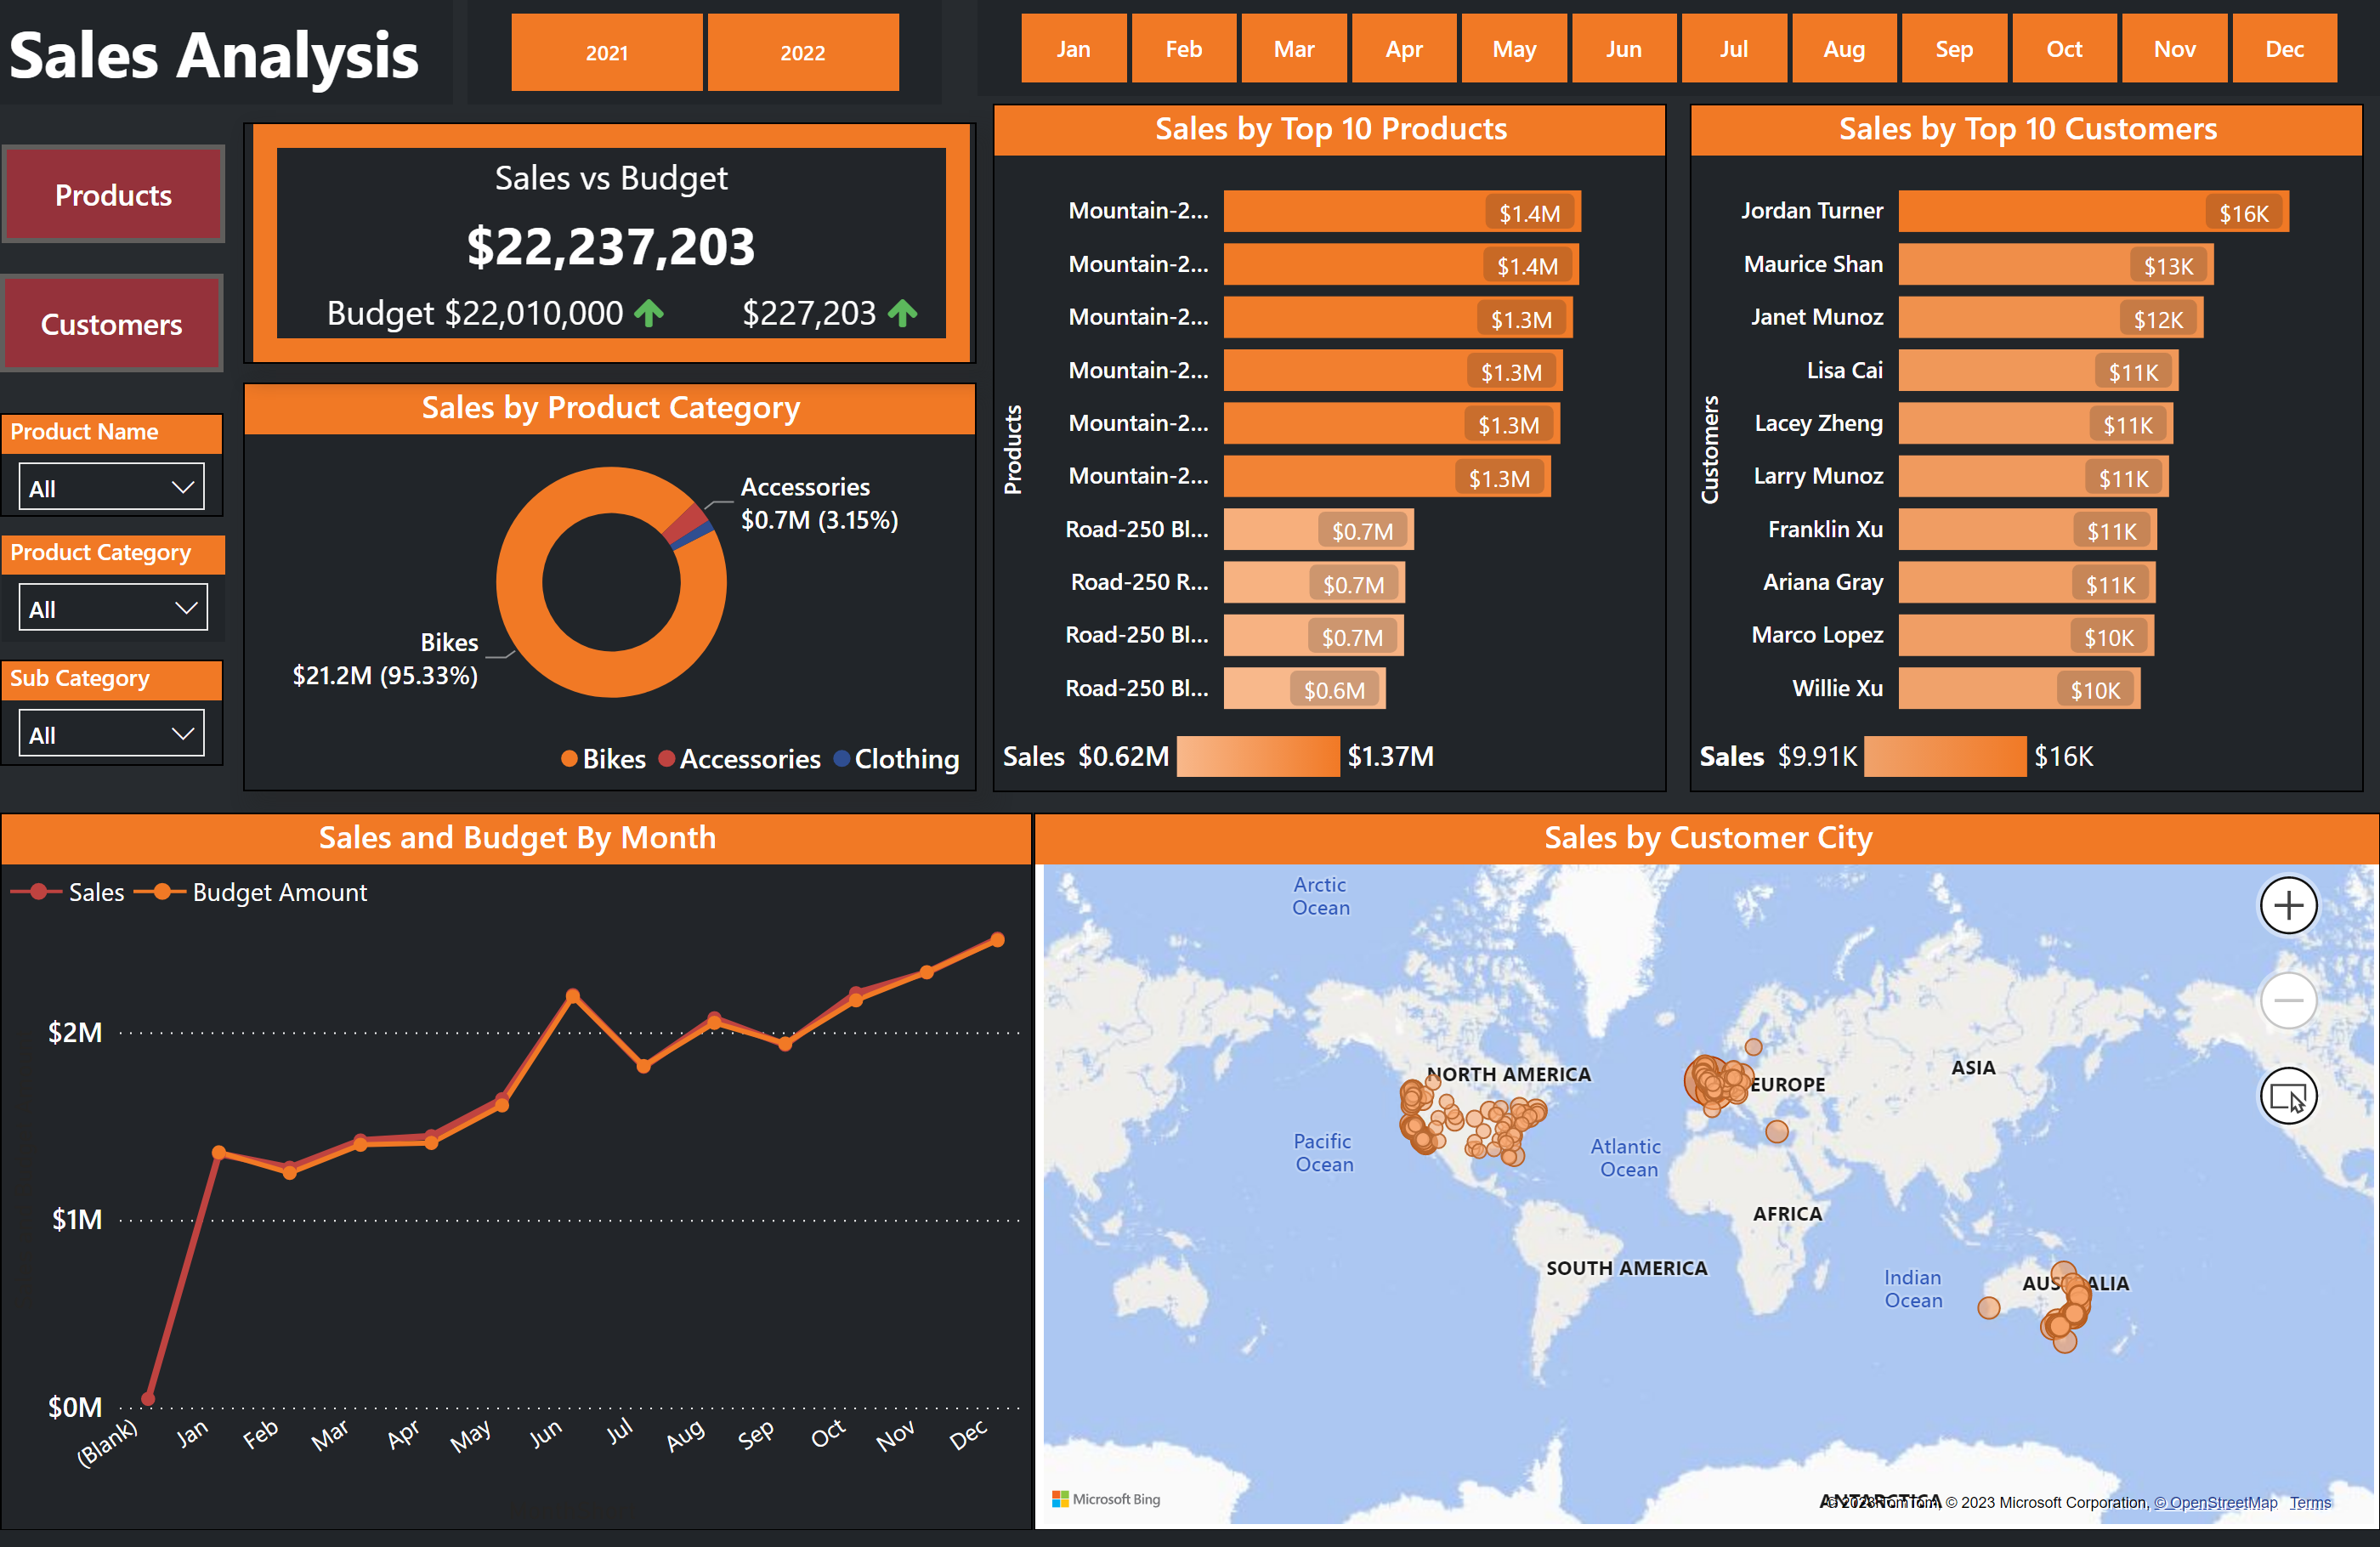 Sales Analysis
2021
2022
Jan
Feb
Mar
Apr
May
Jun
Jul
Aug
Sep
Oct
Nov
Dec
Products
Customers
Product Name
All
Product Category
All
Sub Category
All
Sales vs Budget
$22,237,203
Budget $22,010,000
$227,203
Sales by Product Category
Accessories
$0.7M (3.15%)
Bikes
$21.2M (95.33%)
Bikes
Accessories
Clothing
Sales by Top 10 Products
Products
Mountain-2... $1.4M
Mountain-2... $1.4M
Mountain-2... $1.3M
Mountain-2... $1.3M
Mountain-2... $1.3M
Mountain-2... $1.3M
Road-250 Bl... $0.7M
Road-250 R... $0.7M
Road-250 Bl... $0.7M
Road-250 Bl... $0.6M
Sales $0.62M $1.37M
Sales by Top 10 Customers
Customers
Jordan Turner $16K
Maurice Shan $13K
Janet Munoz $12K
Lisa Cai $11K
Lacey Zheng $11K
Larry Munoz $11K
Franklin Xu $11K
Ariana Gray $11K
Marco Lopez $10K
Willie Xu $10K
Sales $9.91K $16K
Sales and Budget By Month
Sales
Budget Amount
$2M
$1M
$0M
(Blank)
Jan
Feb
Mar
Apr
May
Jun
Jul
Aug
Sep
Oct
Nov
Dec
Sales by Customer City
Arctic
Ocean
NORTH AMERICA
EUROPE
ASIA
Pacific
Ocean
Atlantic
Ocean
AFRICA
SOUTH AMERICA
Indian
Ocean
AUSTRALIA
ANTARCTICA
Microsoft Bing
© 2023 TomTom, © 2023 Microsoft Corporation, © OpenStreetMap Terms